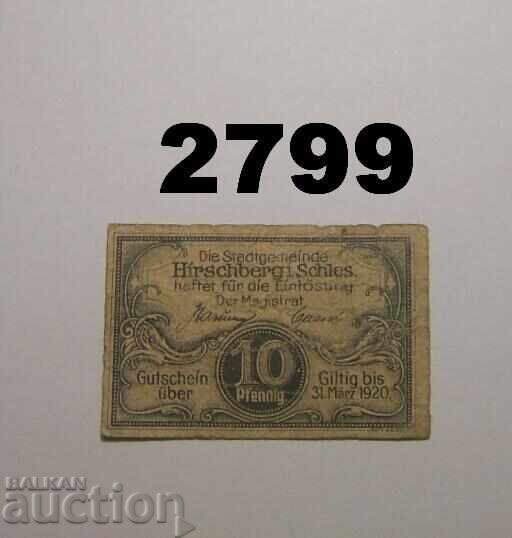 2799
Die Stadtgemeinde
Hirschberg i Schles.
haftet für die Einlösung
Der Magistrat
10
Pfennig
Gutschein
über
Giltig bis
31. März 1920.
BALKAN
auction